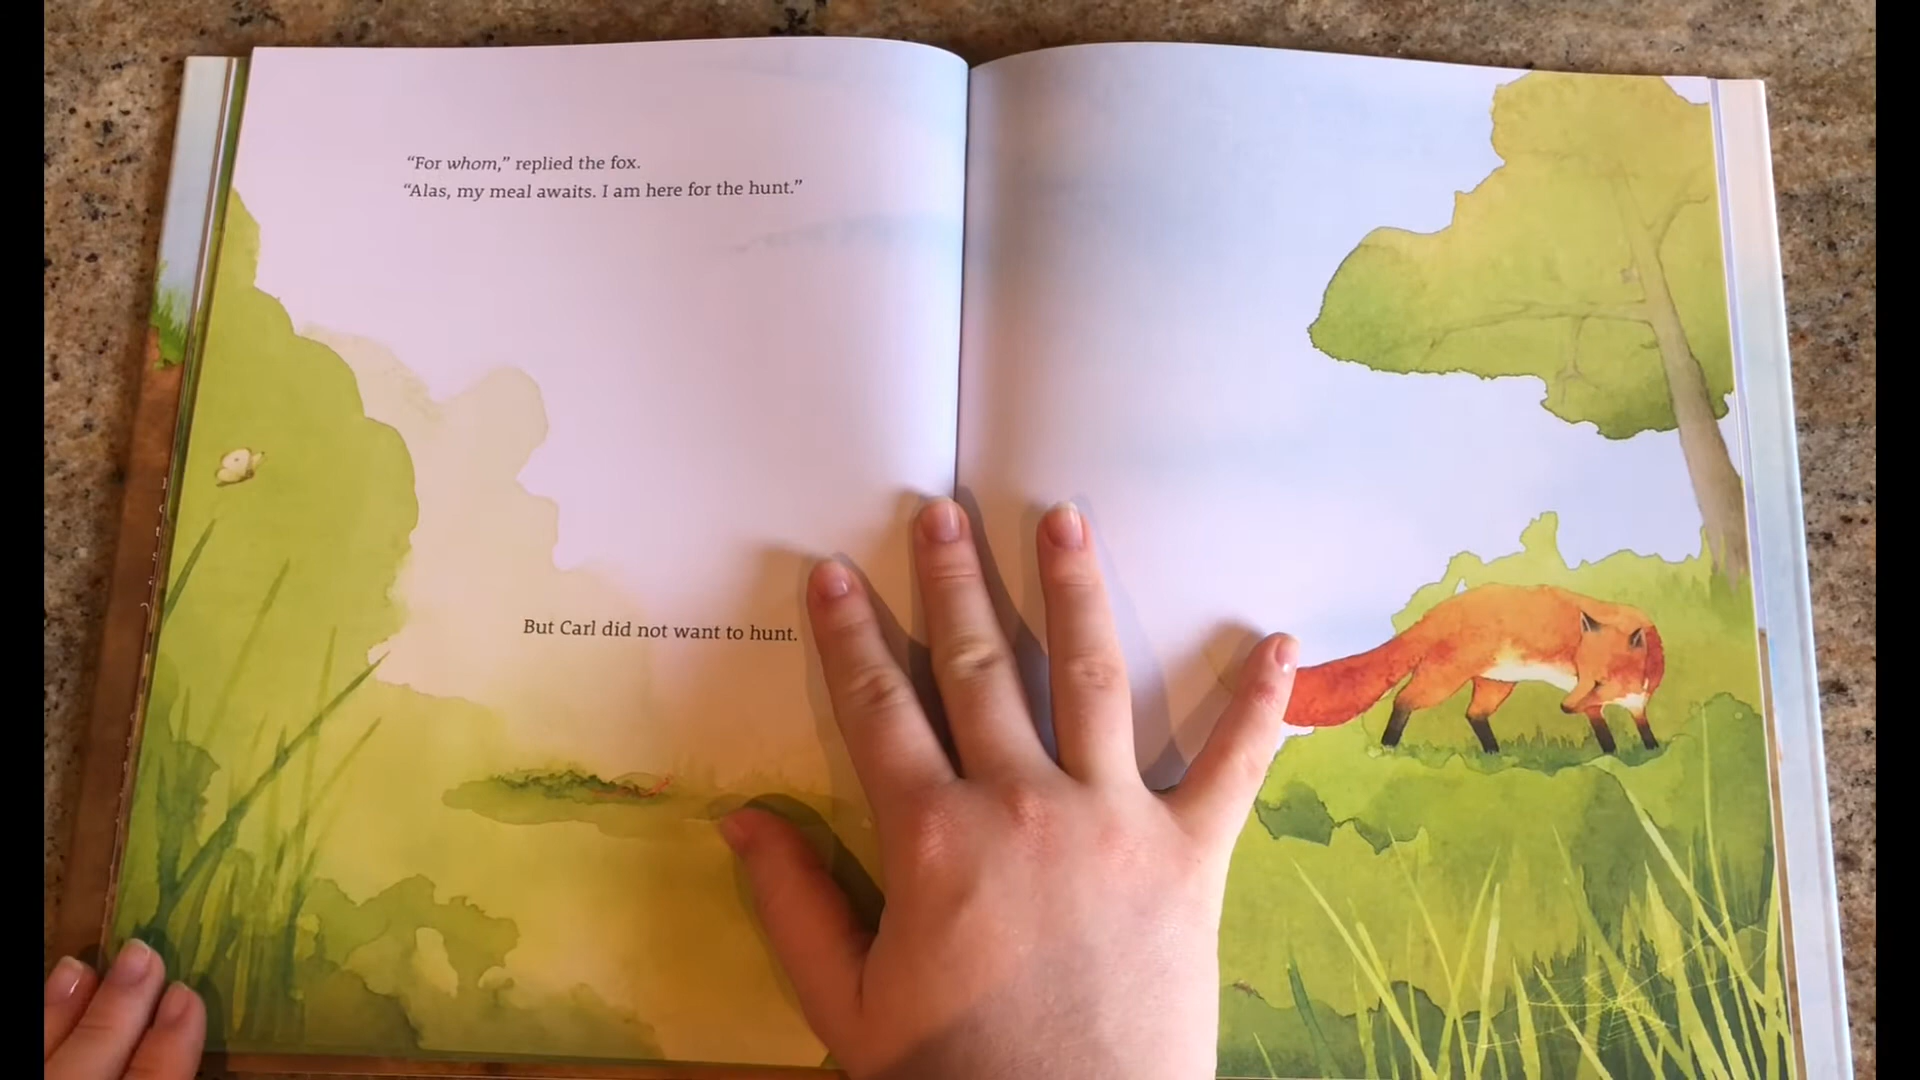 “For whom,” replied the fox.
“Alas, my meal awaits. I am here for the hunt.”
But Carl did not want to hunt.